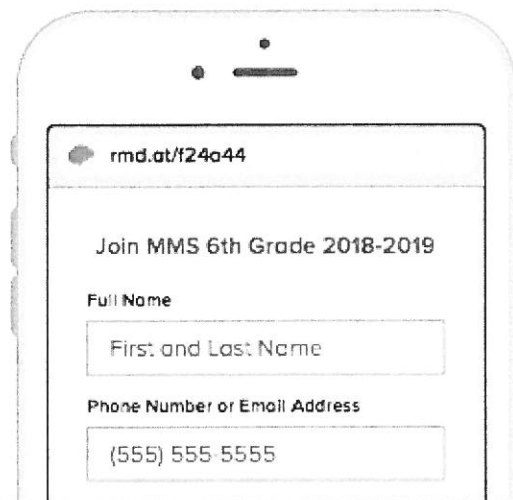 rmd.at/f24a44
Join MMS 6th Grade 2018-2019
Full Name
First and Last Name
Phone Number or Email Address
(555) 555-5555